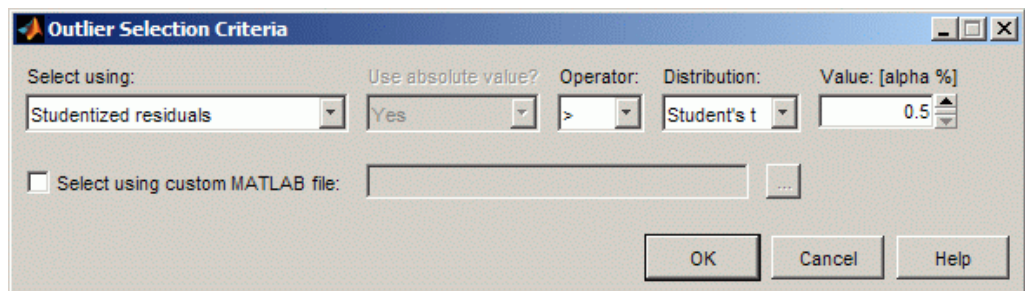 Outlier Selection Criteria
Select using: Use absolute value? Operator: Distribution: Value: [alpha %]
Studentized residuals Yes > Student's t 0.5
Select using custom MATLAB file: ...
OK Cancel Help